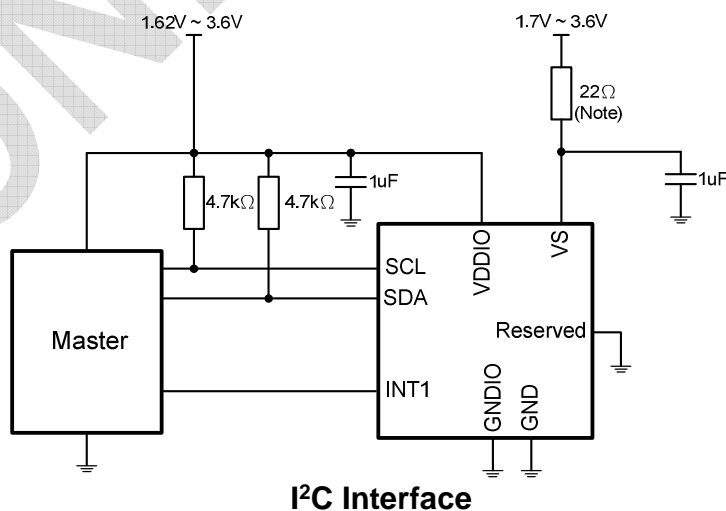 1.62V ~ 3.6V
1.7V ~ 3.6V
22Ω
(Note)
4.7kΩ
4.7kΩ
1uF
1uF
SCL
SDA
VDDIO
VS
Master
Reserved
INT1
GNDIO
GND
I²C Interface